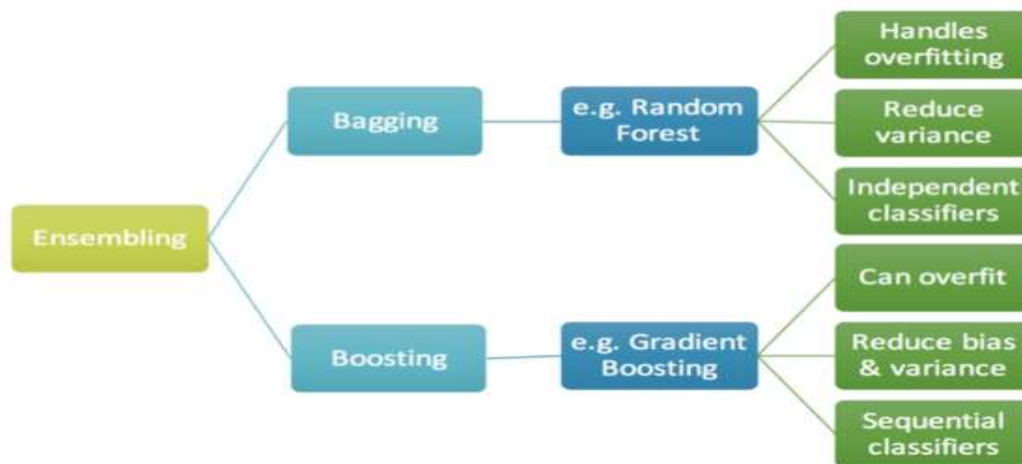 Ensembling
Bagging
e.g. Random
Forest
Handles
overfitting
Reduce
variance
Independent
classifiers
Boosting
e.g. Gradient
Boosting
Can overfit
Reduce bias
& variance
Sequential
classifiers